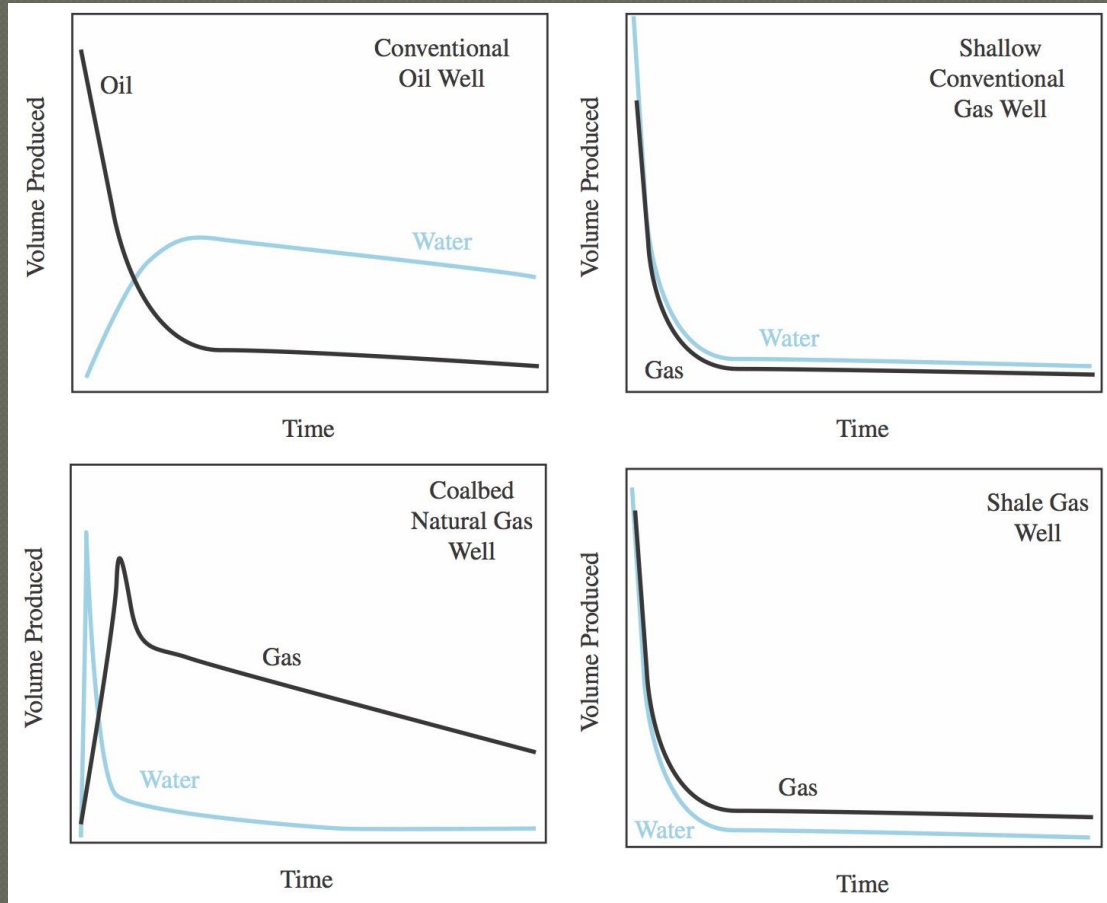 Conventional
Oil Well
Oil
Water
Volume Produced
Time
Shallow
Conventional
Gas Well
Water
Gas
Volume Produced
Time
Coalbed
Natural Gas
Well
Gas
Water
Volume Produced
Time
Shale Gas
Well
Gas
Water
Volume Produced
Time